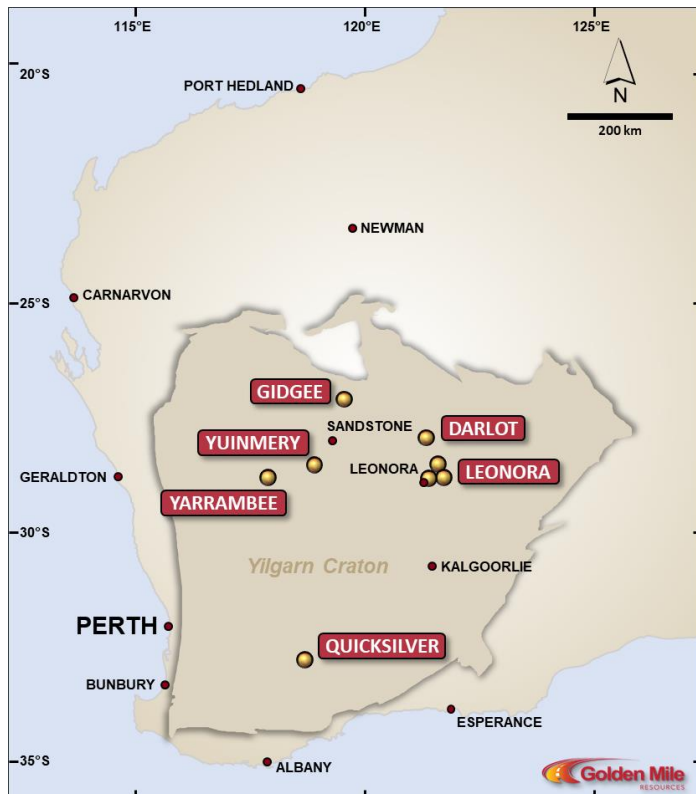 115°E
120°E
125°E
20°S
PORT HEDLAND
N
200 km
NEWMAN
25°S
CARNARVON
GIDGEE
SANDSTONE
DARLOT
YUINMERY
LEONORA
LEONORA
GERALDTON
YARRAMBEE
30°S
Yilgarn Craton
KALGOORLIE
PERTH
QUICKSILVER
BUNBURY
ESPERANCE
35°S
ALBANY
Golden Mile
RESOURCES